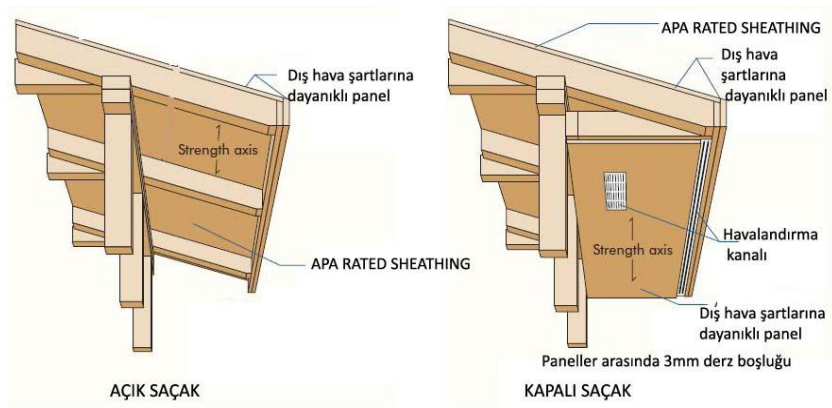 Dış hava şartlarına
dayanıklı panel
Strength axis
APA RATED SHEATHING
AÇIK SAÇAK
APA RATED SHEATHING
Dış hava
şartlarına
dayanıklı panel
Strength axis
Havalandırma
kanalı
Dış hava şartlarına
dayanıklı panel
Paneller arasında 3mm derz boşluğu
KAPALI SAÇAK